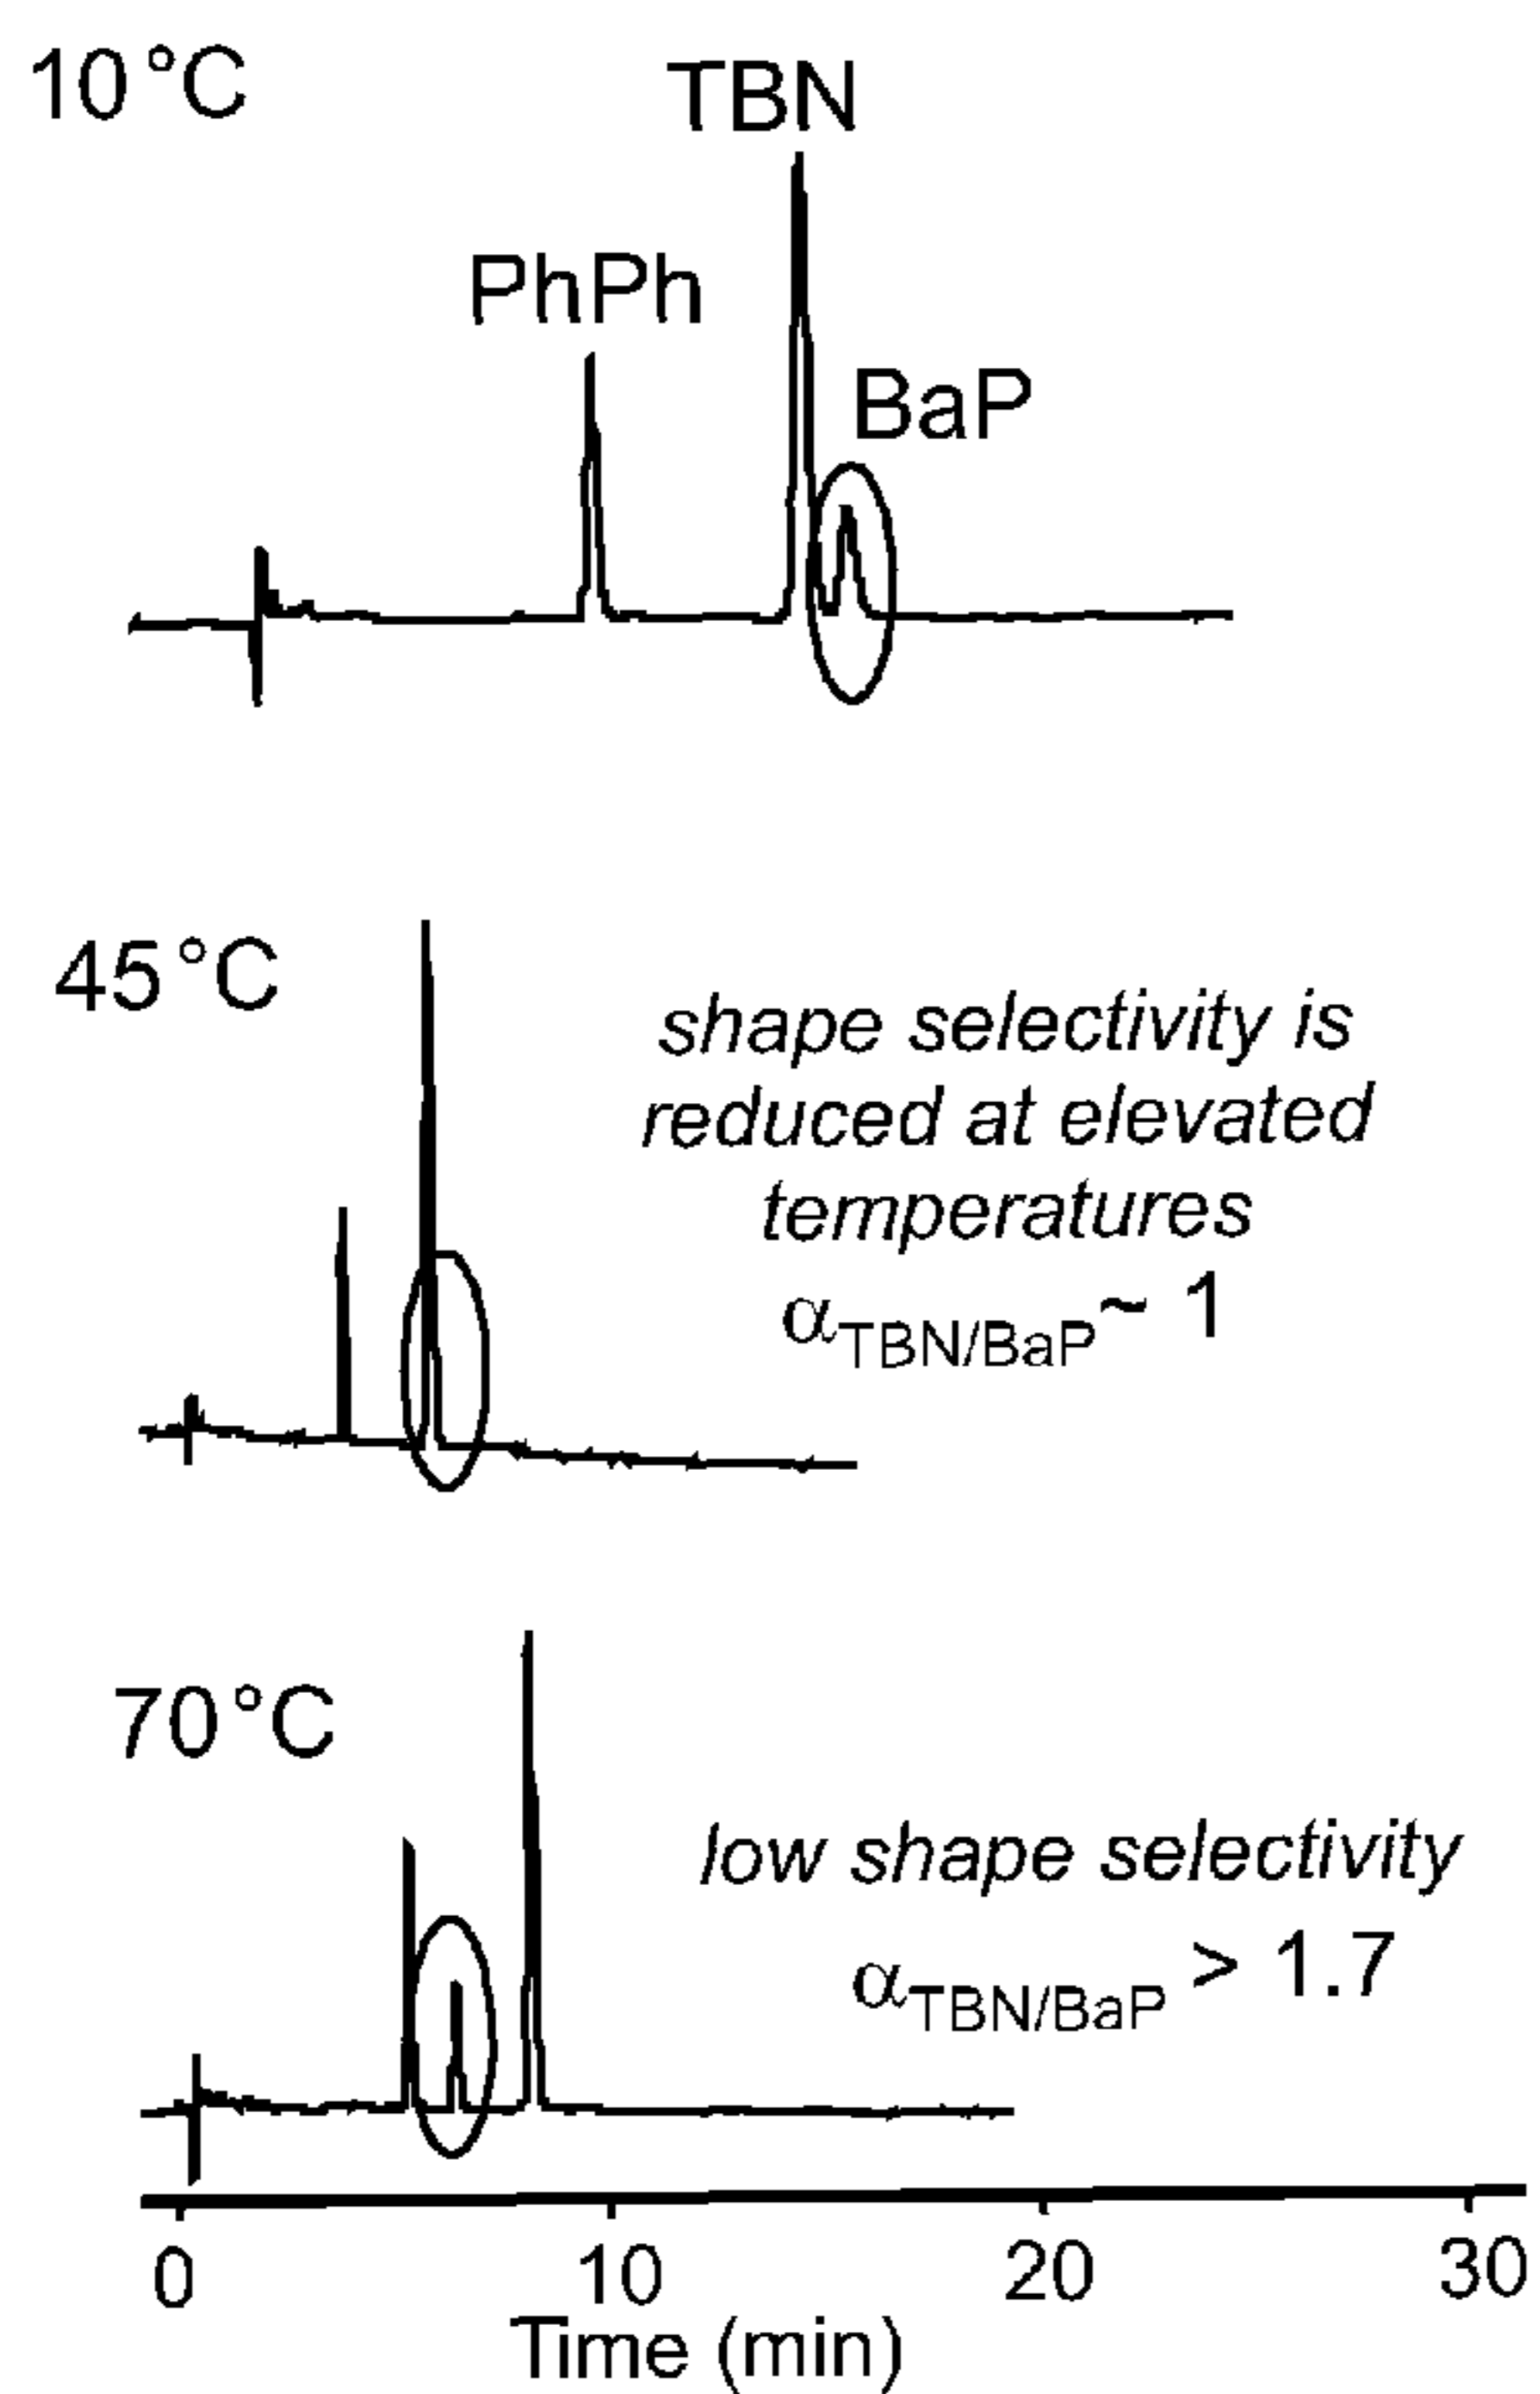 10 °C
TBN
PhPh
BaP
45 °C
shape selectivity is
reduced at elevated
temperatures
αTBN/BaP ~ 1
70 °C
low shape selectivity
αTBN/BaP > 1.7
0 10 20 30
Time (min)